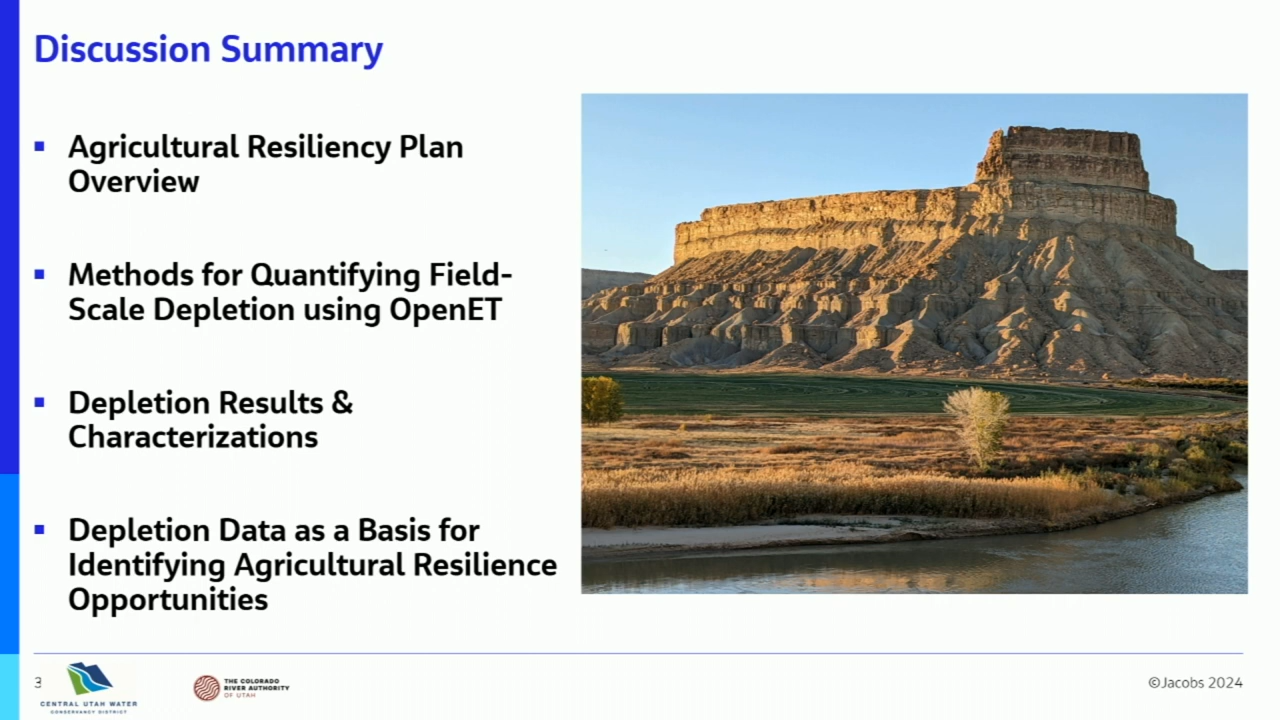 Discussion Summary
▪ Agricultural Resiliency Plan
Overview
▪ Methods for Quantifying Field-
Scale Depletion using OpenET
▪ Depletion Results &
Characterizations
▪ Depletion Data as a Basis for
Identifying Agricultural Resilience
Opportunities
3
CENTRAL UTAH WATER
CONSERVANCY DISTRICT
THE COLORADO
RIVER AUTHORITY
OF UTAH
©Jacobs 2024